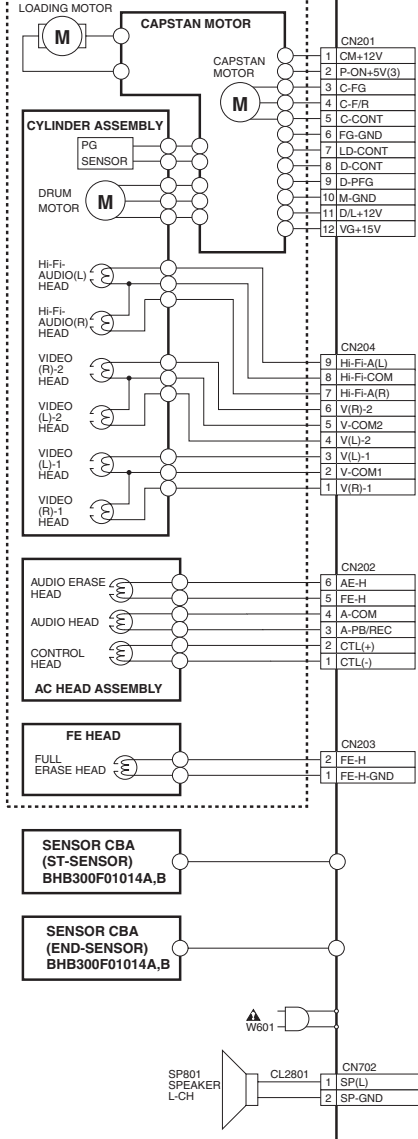 LOADING MOTOR
M
CAPSTAN MOTOR
CAPSTAN
MOTOR
M
CN201
1 CM+12V
2 P-ON+5V(3)
3 C-FG
4 C-F/R
5 C-CONT
6 FG-GND
7 LD-CONT
8 D-CONT
9 D-PFG
10 M-GND
11 D/L+12V
12 VG+15V
CYLINDER ASSEMBLY
PG
SENSOR
DRUM
MOTOR
M
Hi-Fi-
AUDIO(L)
HEAD
Hi-Fi-
AUDIO(R)
HEAD
VIDEO
(R)-2
HEAD
VIDEO
(L)-2
HEAD
VIDEO
(L)-1
HEAD
VIDEO
(R)-1
HEAD
CN204
9 Hi-Fi-A(L)
8 Hi-Fi-COM
7 Hi-Fi-A(R)
6 V(R)-2
5 V-COM2
4 V(L)-2
3 V(L)-1
2 V-COM1
1 V(R)-1
AUDIO ERASE
HEAD
AUDIO HEAD
CONTROL
HEAD
AC HEAD ASSEMBLY
CN202
6 AE-H
5 FE-H
4 A-COM
3 A-PB/REC
2 CTL(+)
1 CTL(-)
FE HEAD
FULL
ERASE HEAD
CN203
2 FE-H
1 FE-H-GND
SENSOR CBA
(ST-SENSOR)
BHB300F01014A,B
SENSOR CBA
(END-SENSOR)
BHB300F01014A,B
W601
SP801
SPEAKER
L-CH
CL2801
CN702
1 SP(L)
2 SP-GND